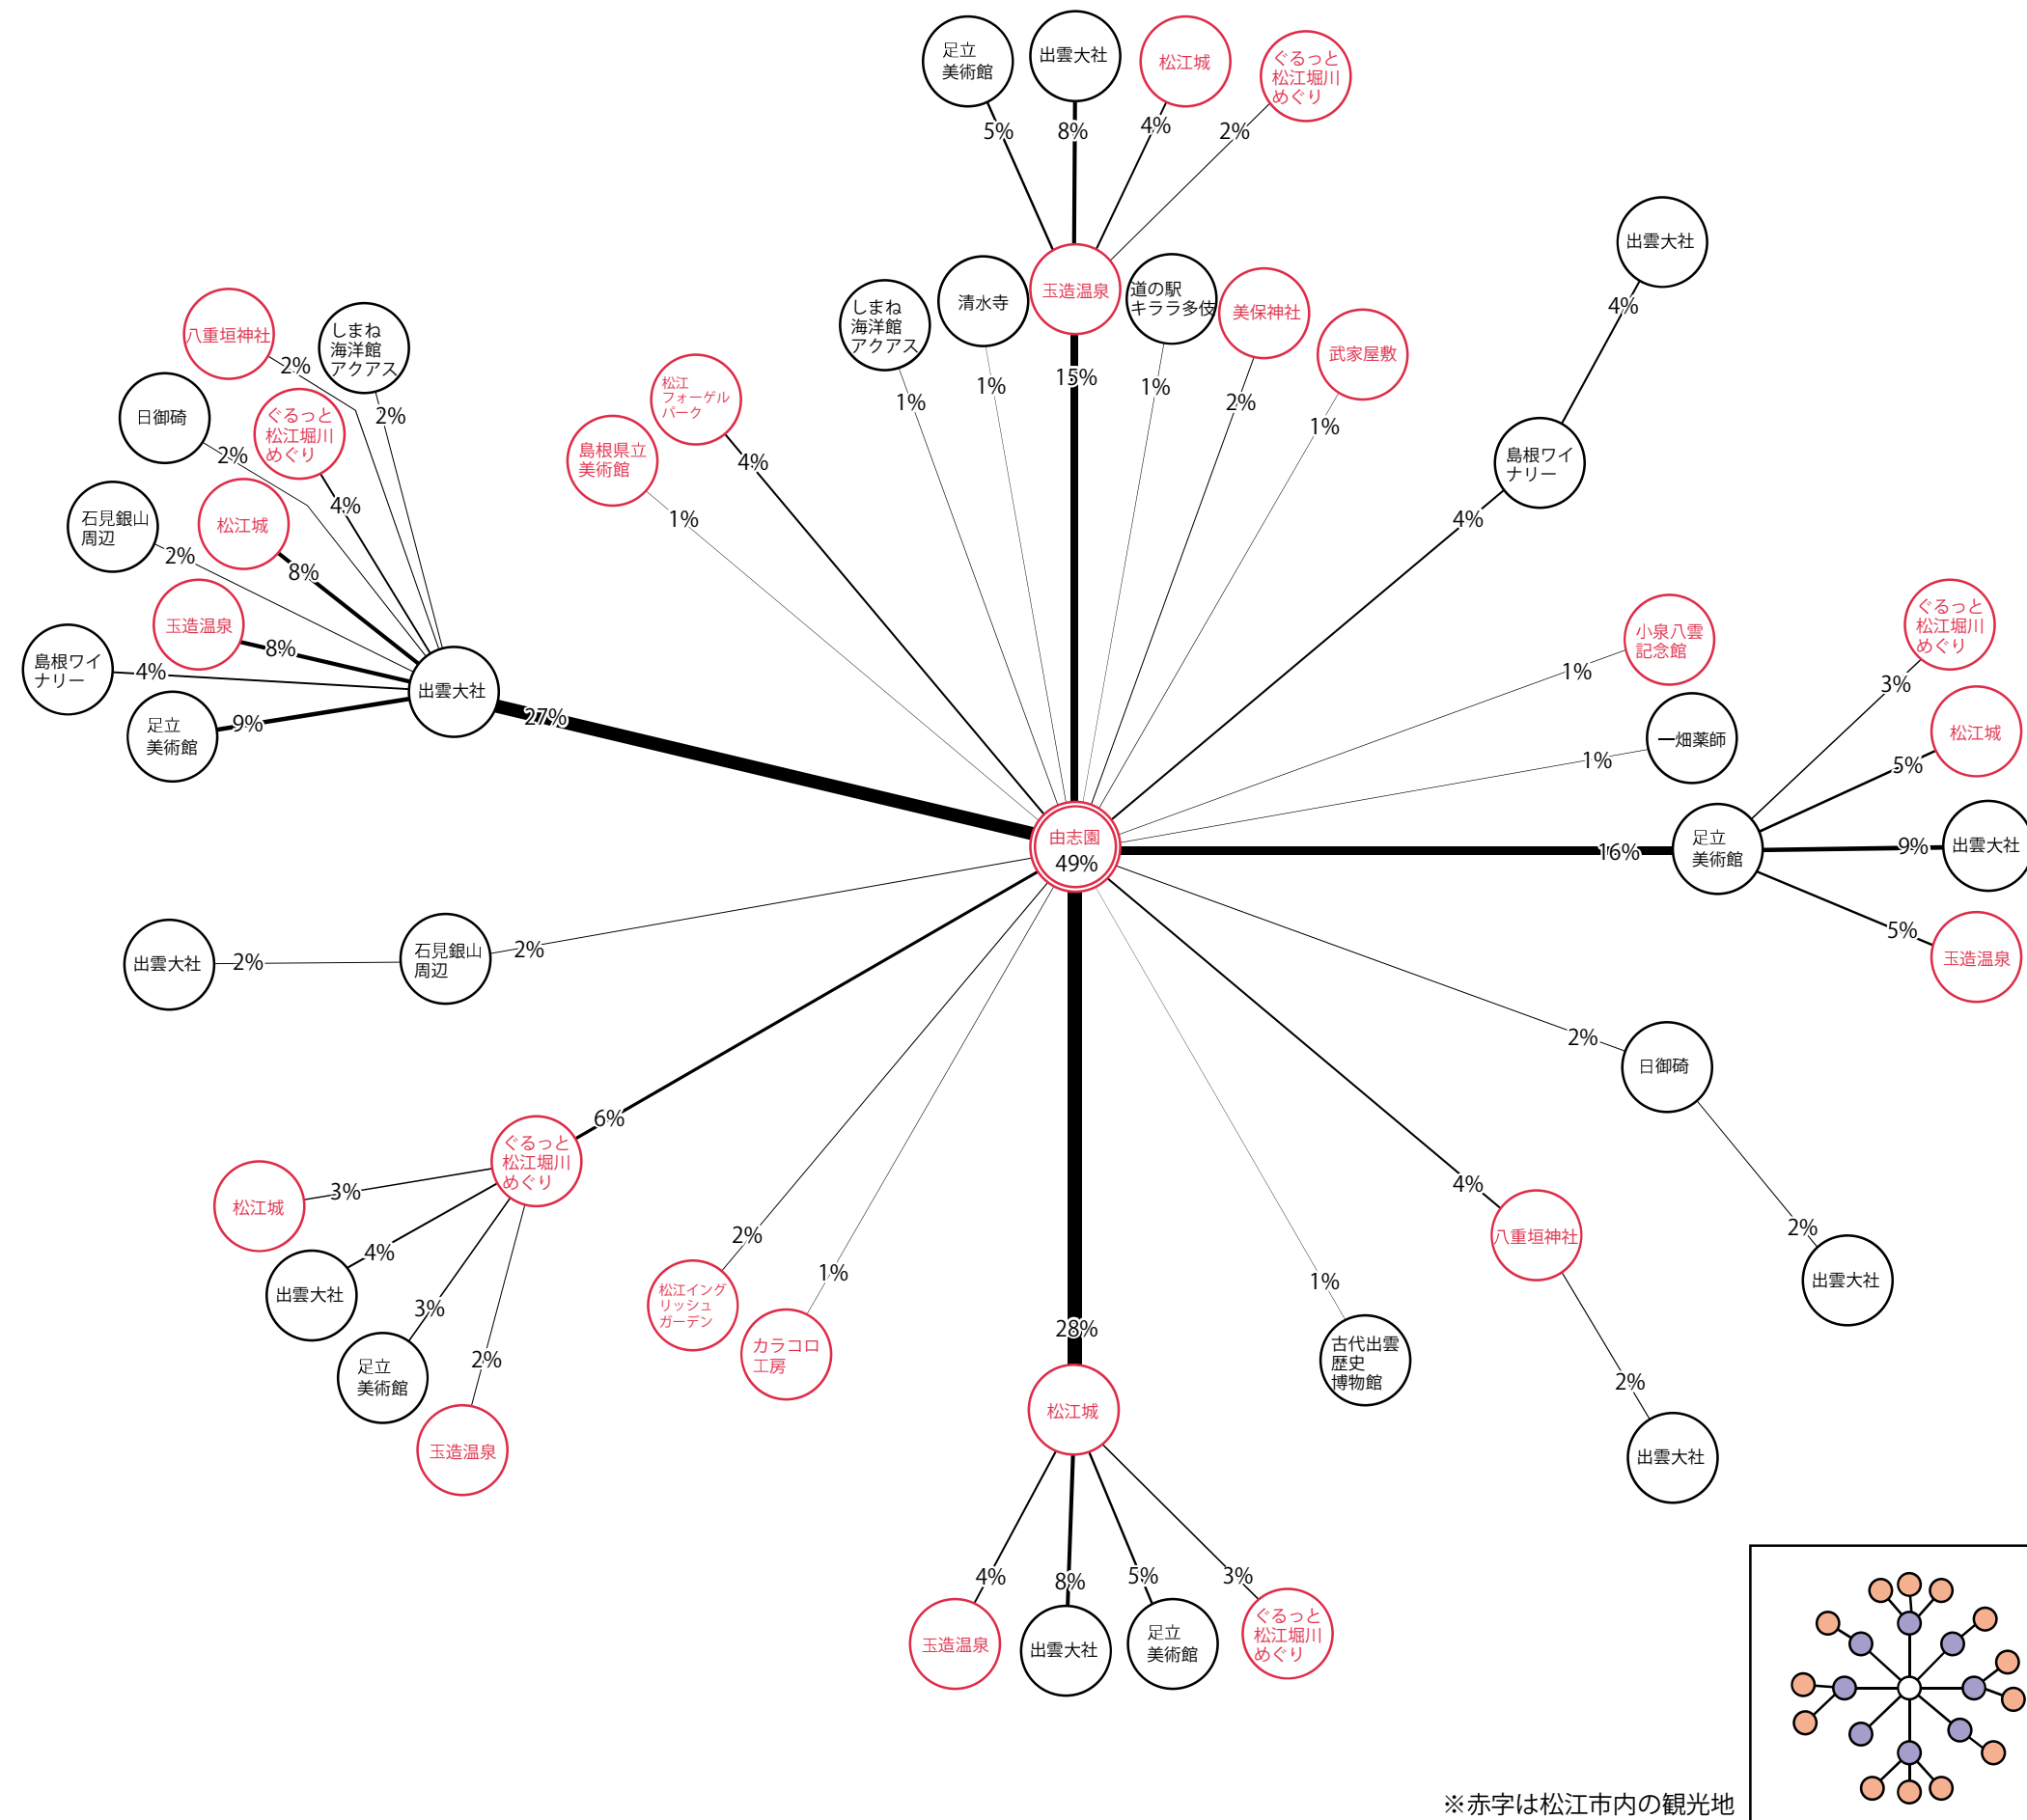 足立
美術館
出雲大社
松江城
ぐるっと
松江堀川
めぐり
5%
8%
4%
2%
出雲大社
4%
玉造温泉
道の駅
キララ多伎
美保神社
清水寺
しまね
海洋館
アクアス
武家屋敷
15%
1%
1%
1%
2%
1%
八重垣神社
しまね
海洋館
アクアス
2%
2%
日御碕
ぐるっと
松江堀川
めぐり
2%
4%
石見銀山
周辺
松江城
2%
8%
玉造温泉
8%
島根ワイ
ナリー
4%
足立
美術館
9%
出雲大社
27%
松江
フォーゲル
パーク
4%
島根県立
美術館
1%
島根ワイ
ナリー
4%
小泉八雲
記念館
1%
一畑薬師
1%
ぐるっと
松江堀川
めぐり
3%
松江城
5%
足立
美術館
16%
9%
出雲大社
5%
玉造温泉
由志園
49%
出雲大社
2%
石見銀山
周辺
2%
日御碕
2%
2%
出雲大社
6%
ぐるっと
松江堀川
めぐり
松江城
3%
出雲大社
4%
足立
美術館
3%
玉造温泉
2%
松江イング
リッシュ
ガーデン
2%
カラコロ
工房
1%
28%
松江城
1%
古代出雲
歴史
博物館
4%
八重垣神社
2%
出雲大社
4%
8%
5%
3%
玉造温泉
出雲大社
足立
美術館
ぐるっと
松江堀川
めぐり
※赤字は松江市内の観光地